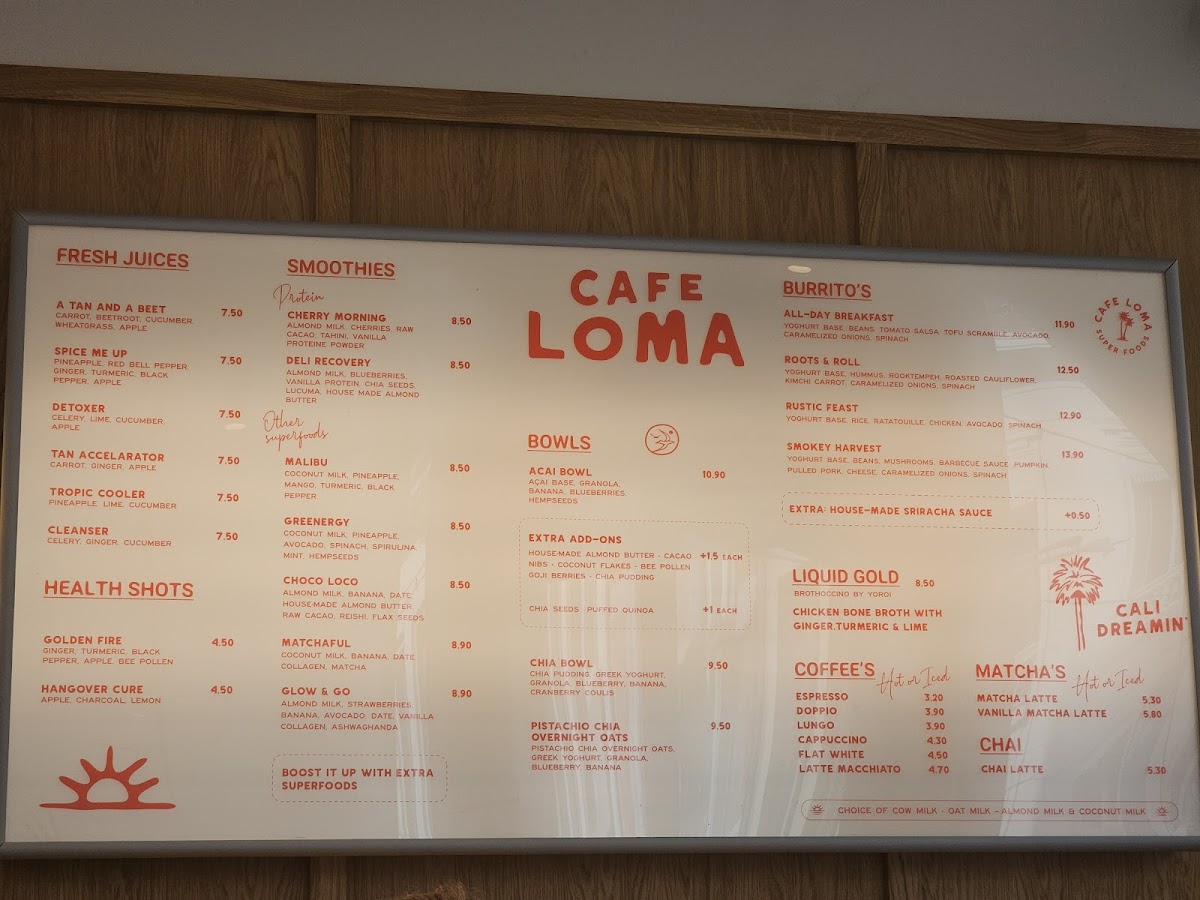 FRESH JUICES
A TAN AND A BEET 7.50
CARROT, BEETROOT, CUCUMBER,
WHEATGRASS, APPLE
SPICE ME UP 7.50
PINEAPPLE, RED BELL PEPPER,
GINGER, TURMERIC, BLACK
PEPPER, APPLE
DETOXER 7.50
CELERY, LIME, CUCUMBER,
APPLE
TAN ACCELARATOR 7.50
CARROT, GINGER, APPLE
TROPIC COOLER 7.50
PINEAPPLE, LIME, CUCUMBER
CLEANSER 7.50
CELERY, GINGER, CUCUMBER
HEALTH SHOTS
GOLDEN FIRE 4.50
GINGER, TURMERIC, BLACK
PEPPER, APPLE, BEE POLLEN
HANGOVER CURE 4.50
APPLE, CHARCOAL, LEMON
SMOOTHIES
Protein
CHERRY MORNING 8.50
ALMOND MILK, CHERRIES, RAW
CACAO, TAHINI, VANILLA
PROTEINE POWDER
DELI RECOVERY 8.50
ALMOND MILK, BLUEBERRIES,
VANILLA PROTEIN, CHIA SEEDS,
LUCUMA, HOUSE MADE ALMOND
BUTTER
Other
superfoods
MALIBU 8.50
COCONUT MILK, PINEAPPLE,
MANGO, TURMERIC, BLACK
PEPPER
GREENERGY 8.50
COCONUT MILK, PINEAPPLE,
AVOCADO, SPINACH, SPIRULINA,
MINT, HEMPSEEDS
CHOCO LOCO 8.50
ALMOND MILK, BANANA, DATE,
HOUSE-MADE ALMOND BUTTER,
RAW CACAO, REISHI, FLAX SEEDS
MATCHAFUL 8.90
COCONUT MILK, BANANA, DATE,
COLLAGEN, MATCHA
GLOW & GO 8.90
ALMOND MILK, STRAWBERRIES,
BANANA, AVOCADO, DATE, VANILLA
COLLAGEN, ASHWAGHANDA
BOOST IT UP WITH EXTRA
SUPERFOODS
CAFE
LOMA
BOWLS
ACAI BOWL 10.90
AÇAI BASE, GRANOLA,
BANANA, BLUEBERRIES,
HEMPSEEDS
EXTRA ADD-ONS
HOUSE-MADE ALMOND BUTTER - CACAO +1.5 EACH
NIBS - COCONUT FLAKES - BEE POLLEN
GOJI BERRIES - CHIA PUDDING
CHIA SEEDS PUFFED QUINOA +1 EACH
CHIA BOWL 9.50
CHIA PUDDING, GREEK YOGHURT,
GRANOLA, BLUEBERRY, BANANA,
CRANBERRY COULIS
PISTACHIO CHIA 9.50
OVERNIGHT OATS
PISTACHIO CHIA OVERNIGHT OATS,
GREEK YOGHURT, GRANOLA,
BLUEBERRY, BANANA
BURRITO'S
ALL-DAY BREAKFAST 11.90
YOGHURT BASE, BEANS, TOMATO SALSA, TOFU SCRAMBLE, AVOCADO,
CARAMELIZED ONIONS, SPINACH
ROOTS & ROLL 12.50
YOGHURT BASE, HUMMUS, ROOKTEMPEH, ROASTED CAULIFLOWER,
KIMCHI CARROT, CARAMELIZED ONIONS, SPINACH
RUSTIC FEAST 12.90
YOGHURT BASE, RICE, RATATOUILLE, CHICKEN, AVOCADO, SPINACH
SMOKEY HARVEST 13.90
YOGHURT BASE, BEANS, MUSHROOMS, BARBECUE SAUCE, PUMPKIN,
PULLED PORK, CHEESE, CARAMELIZED ONIONS, SPINACH
EXTRA: HOUSE-MADE SRIRACHA SAUCE +0.50
CAFE LOMA
SUPER FOODS
LIQUID GOLD 8,50
BROTHOCCINO BY YOROI
CHICKEN BONE BROTH WITH
GINGER,TURMERIC & LIME
CALI
DREAMIN'
COFFEE'S Hot or Iced
ESPRESSO 3.20
DOPPIO 3.90
LUNGO 3.90
CAPPUCCINO 4.30
FLAT WHITE 4,50
LATTE MACCHIATO 4.70
MATCHA'S Hot or Iced
MATCHA LATTE 5.30
VANILLA MATCHA LATTE 5.80
CHAI
CHAI LATTE 5.30
- CHOICE OF COW MILK - OAT MILK - ALMOND MILK & COCONUT MILK